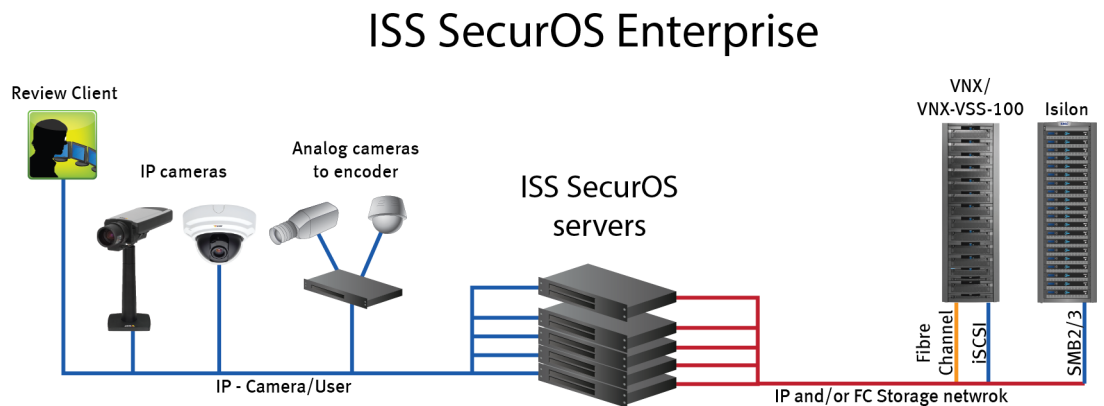 ISS SecurOS Enterprise
Review Client
IP cameras
Analog cameras
to encoder
ISS SecurOS
servers
VNX/
VNX-VSS-100
Isilon
Fibre
Channel
iSCSI
SMB2/3
IP - Camera/User
IP and/or FC Storage netwrok